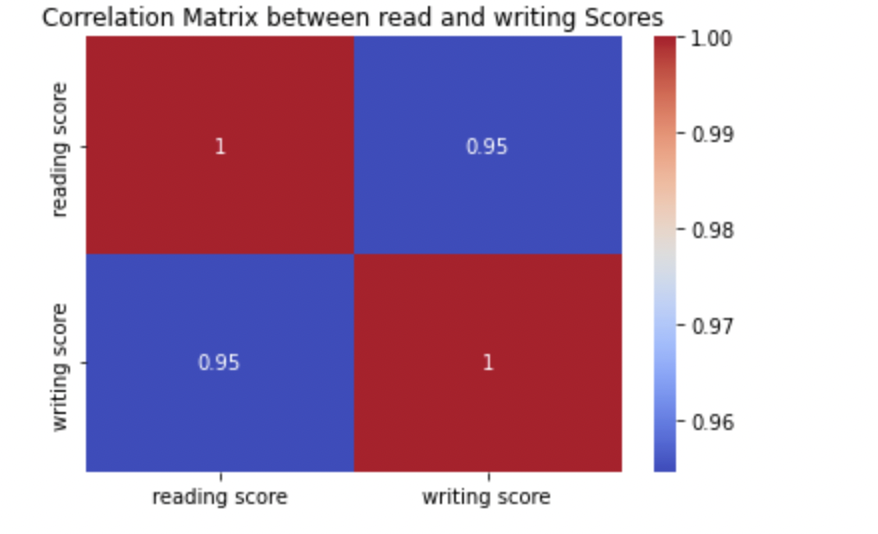 Correlation Matrix between read and writing Scores
1.00
reading score
1
0.95
0.99
0.98
0.97
writing score
0.95
1
0.96
reading score
writing score